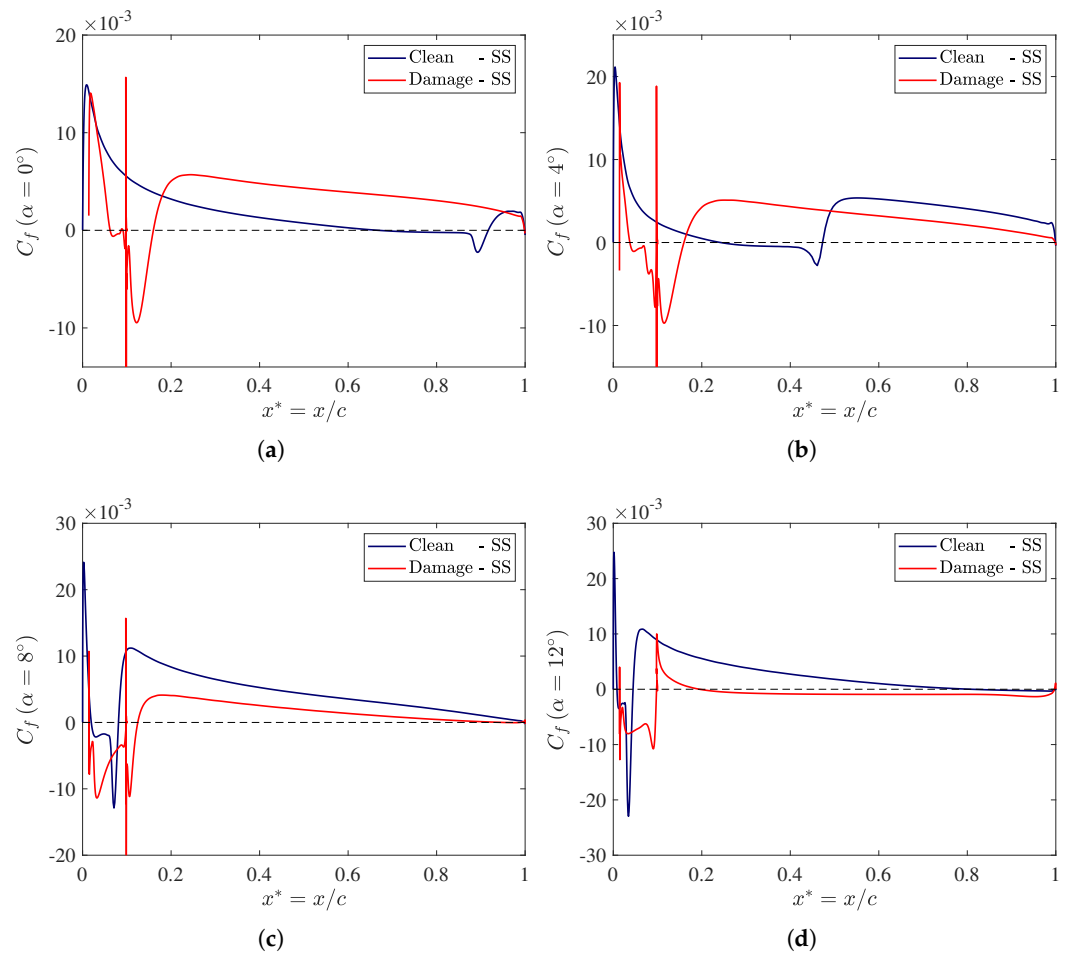 ×10⁻³
20
10
0
-10
C_f (α = 0°)
Clean - SS
Damage - SS
0 0.2 0.4 0.6 0.8 1
x* = x/c
(a)
×10⁻³
20
10
0
-10
C_f (α = 4°)
Clean - SS
Damage - SS
0 0.2 0.4 0.6 0.8 1
x* = x/c
(b)
×10⁻³
30
20
10
0
-10
-20
C_f (α = 8°)
Clean - SS
Damage - SS
0 0.2 0.4 0.6 0.8 1
x* = x/c
(c)
×10⁻³
30
20
10
0
-10
-20
-30
C_f (α = 12°)
Clean - SS
Damage - SS
0 0.2 0.4 0.6 0.8 1
x* = x/c
(d)